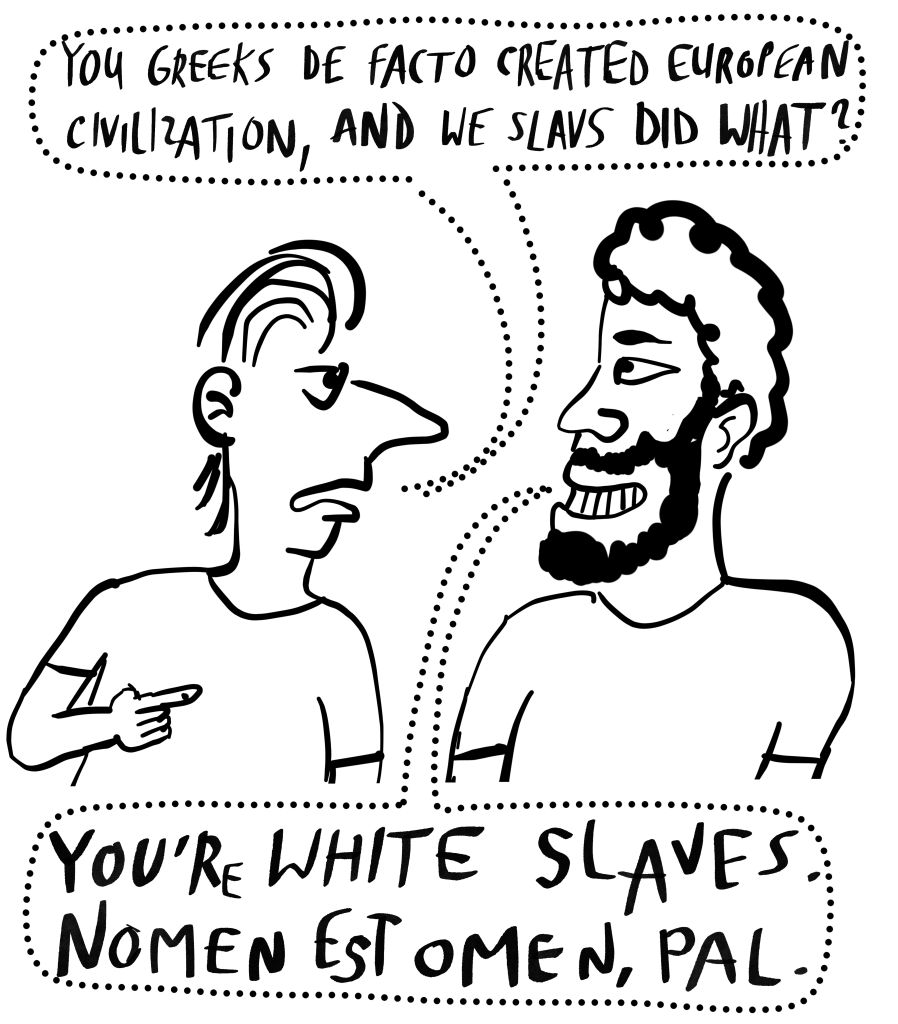 YOU GREEKS DE FACTO CREATED EUROPEAN
CIVILIZATION, AND WE SLAVS DID WHAT?
YOU'RE WHITE SLAVES.
NOMEN EST OMEN, PAL.